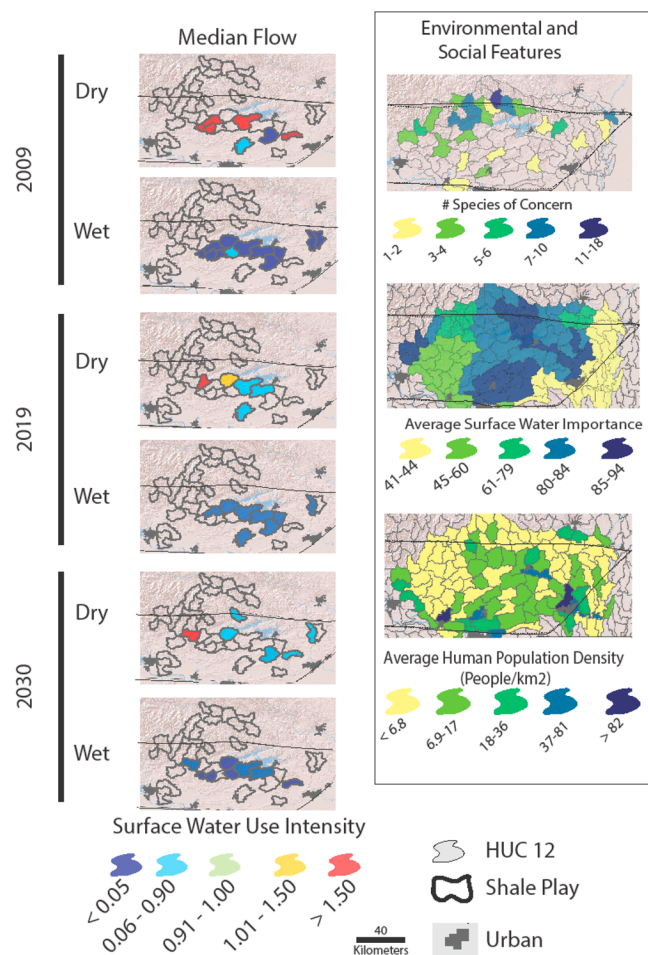 Median Flow
2009
Dry
Wet
2019
Dry
Wet
2030
Dry
Wet
Surface Water Use Intensity
< 0.05
0.06 - 0.90
0.91 - 1.00
1.01 - 1.50
> 1.50
Environmental and
Social Features
# Species of Concern
1-2
3-4
5-6
7-10
11-18
Average Surface Water Importance
41-44
45-60
61-79
80-84
85-94
Average Human Population Density
(People/km2)
< 6.8
6.9-17
18-36
37-81
> 82
HUC 12
Shale Play
40
Kilometers
Urban